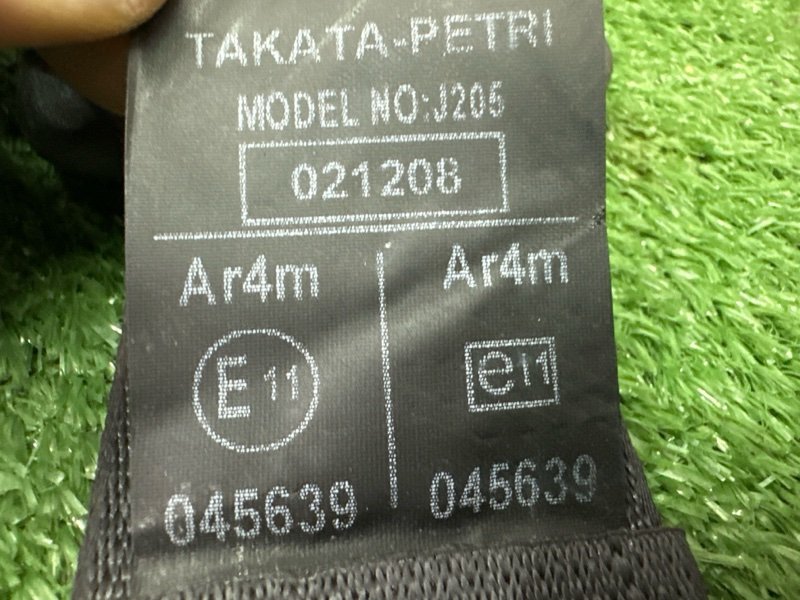 TAKATA-PETRI
MODEL NO:J205
021208
Ar4m
E 11
045639
Ar4m
e11
045639